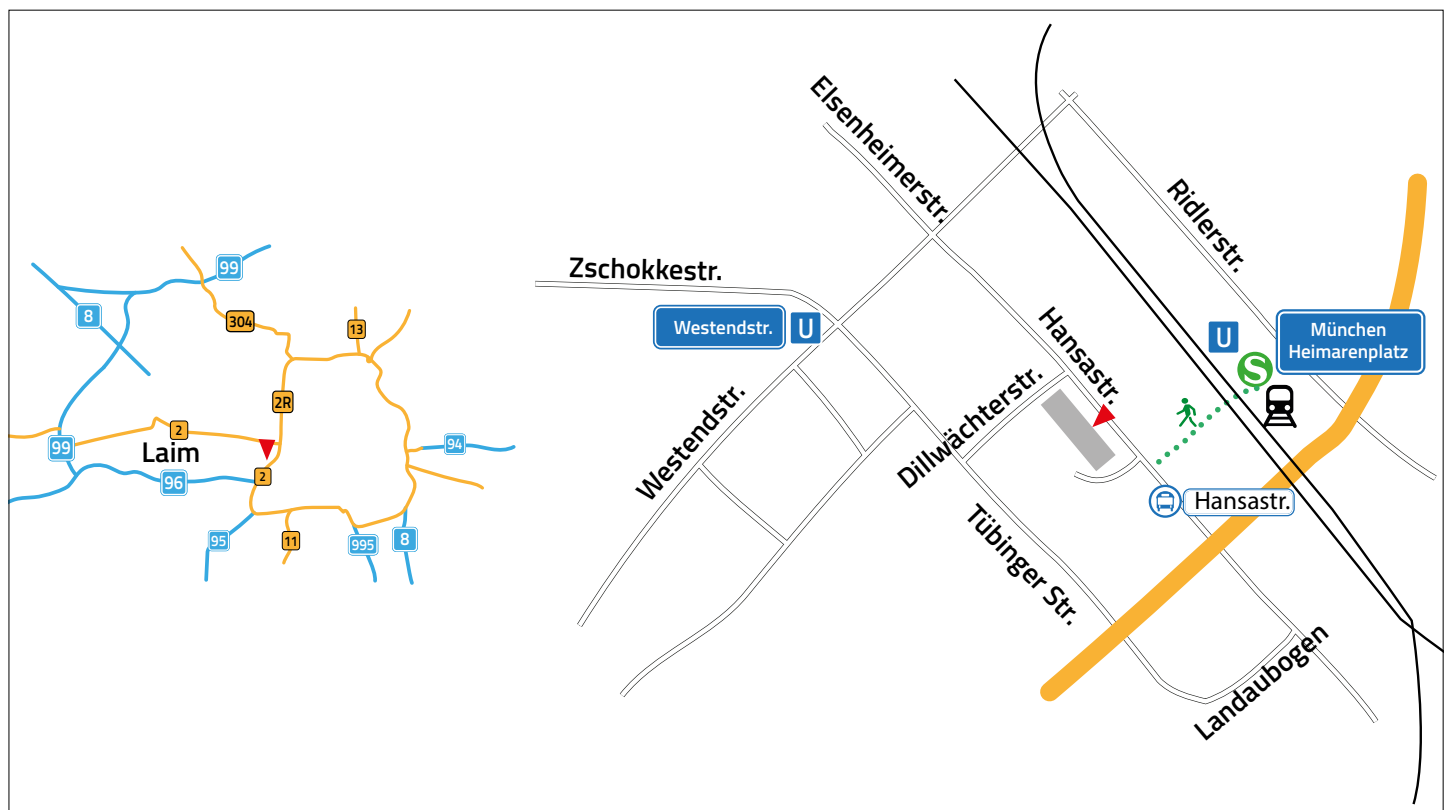 99
8
304
13
2R
2
Laim
99
96
2
94
95
11
995
8
Elsenheimerstr.
Ridlerstr.
Zschokkestr.
Westendstr.
U
Hansastr.
U
München
Heimarenplatz
S
Dillwächterstr.
Westendstr.
Hansastr.
Tübinger Str.
Landaubogen